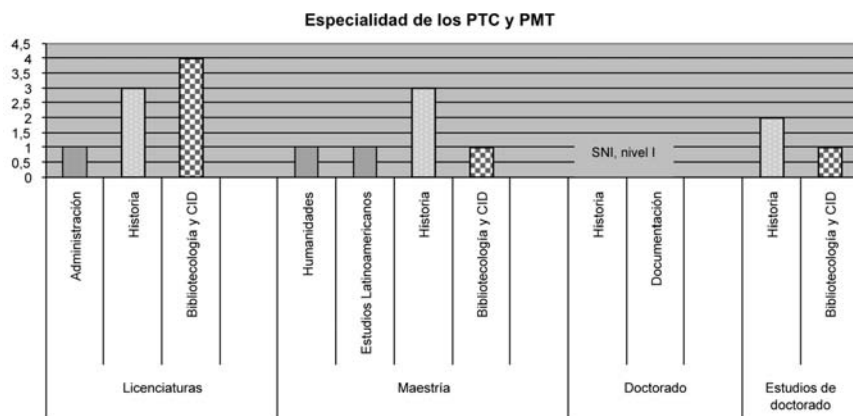 Especialidad de los PTC y PMT
4,5
4
3,5
3
2,5
2
1,5
1
0,5
0
SNI, nivel I
Administración
Historia
Bibliotecología y CID
Humanidades
Estudios Latinoamericanos
Historia
Bibliotecología y CID
Historia
Documentación
Historia
Bibliotecología y CID
Licenciaturas
Maestría
Doctorado
Estudios de
doctorado